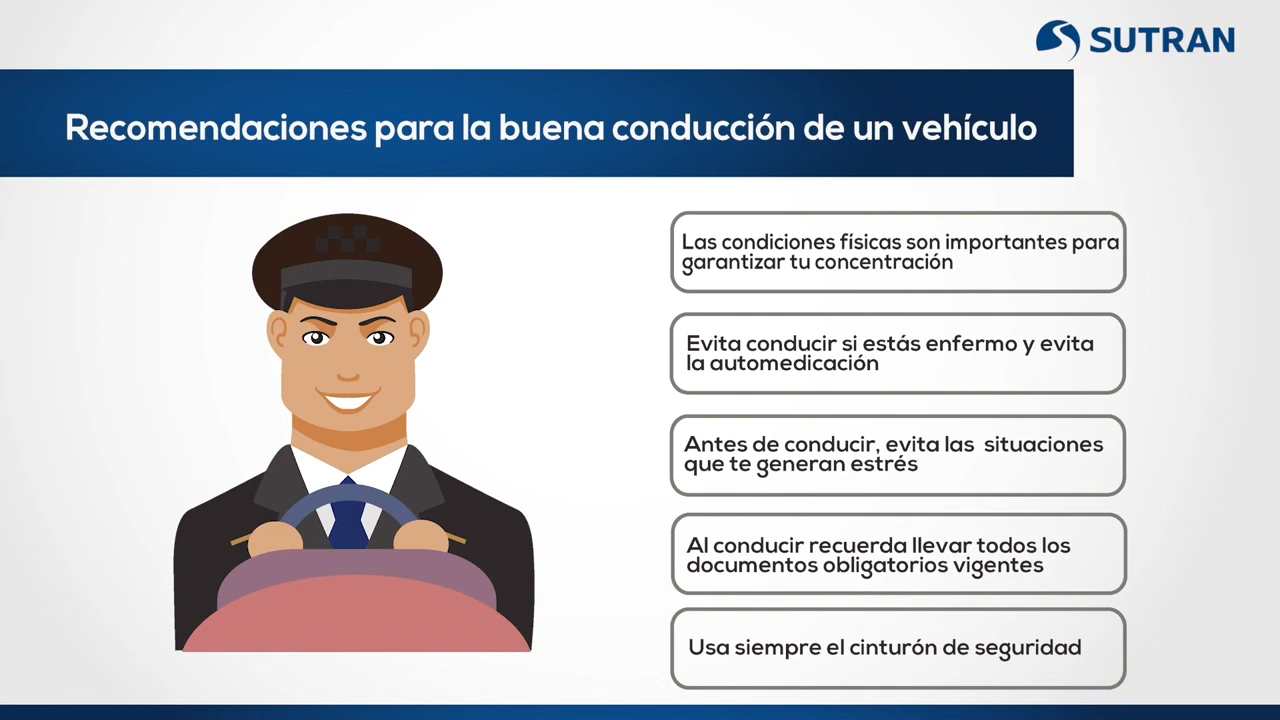 SUTRAN
Recomendaciones para la buena conducción de un vehículo
Las condiciones físicas son importantes para
garantizar tu concentración
Evita conducir si estás enfermo y evita
la automedicación
Antes de conducir, evita las situaciones
que te generan estrés
Al conducir recuerda llevar todos los
documentos obligatorios vigentes
Usa siempre el cinturón de seguridad